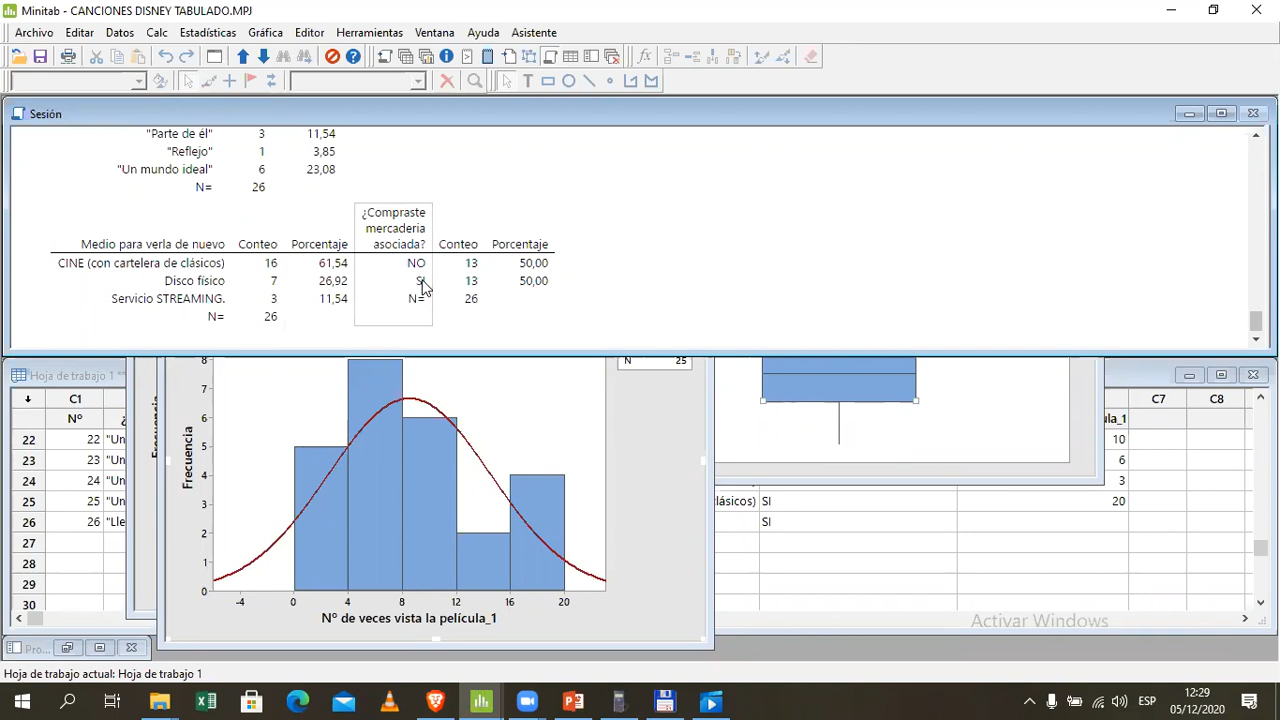 Minitab - CANCIONES DISNEY TABULADO.MPJ
Archivo Editar Datos Calc Estadísticas Gráfica Editor Herramientas Ventana Ayuda Asistente
Sesión
"Parte de él" 3 11,54
"Reflejo" 1 3,85
"Un mundo ideal" 6 23,08
N= 26
¿Compraste
mercaderia
Medio para verla de nuevo Conteo Porcentaje asociada? Conteo Porcentaje
CINE (con cartelera de clásicos) 16 61,54 NO 13 50,00
Disco físico 7 26,92 SI 13 50,00
Servicio STREAMING. 3 11,54 N= 26
N= 26
Hoja de trabajo 1 **
C1 C7 C8
Nº ula_1
22 22 "Un 10
23 23 "Un 6
24 24 "Un 3
25 25 "Un lásicos) SI 20
26 26 "Lle SI
27
28
29
30
N 25
Frecuencia
8
7
6
5
4
3
2
1
0
-4 0 4 8 12 16 20
Nº de veces vista la película_1
Activar Windows
Pro...
Hoja de trabajo actual: Hoja de trabajo 1
ESP
12:29
05/12/2020